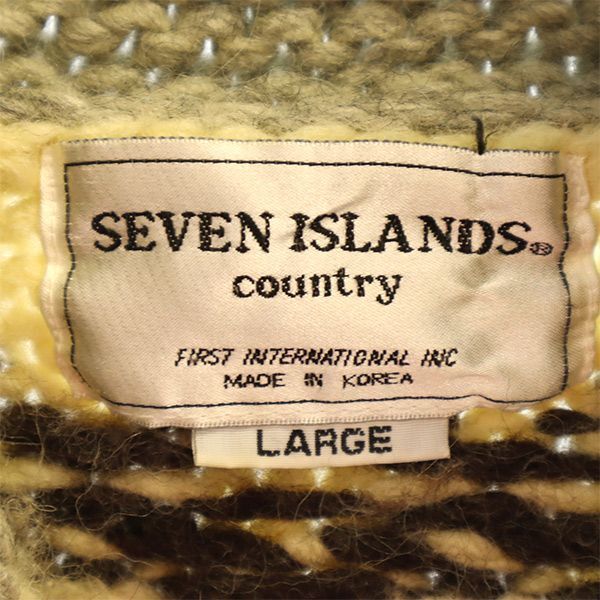 SEVEN ISLANDS®
country
FIRST INTERNATIONAL INC
MADE IN KOREA
LARGE